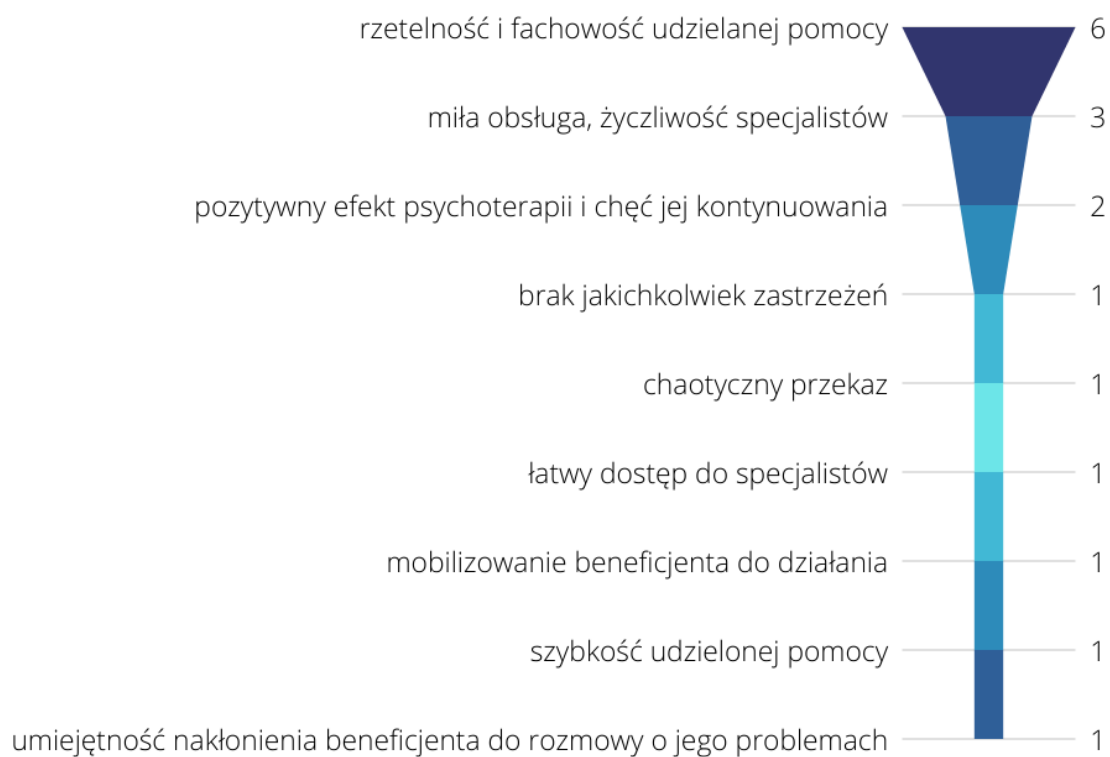 rzetelność i fachowość udzielanej pomocy 6
miła obsługa, życzliwość specjalistów 3
pozytywny efekt psychoterapii i chęć jej kontynuowania 2
brak jakichkolwiek zastrzeżeń 1
chaotyczny przekaz 1
łatwy dostęp do specjalistów 1
mobilizowanie beneficjenta do działania 1
szybkość udzielonej pomocy 1
umiejętność nakłonienia beneficjenta do rozmowy o jego problemach 1